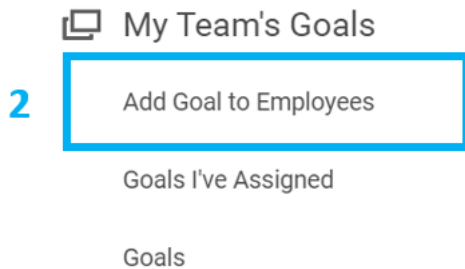 My Team's Goals
2
Add Goal to Employees
Goals I've Assigned
Goals